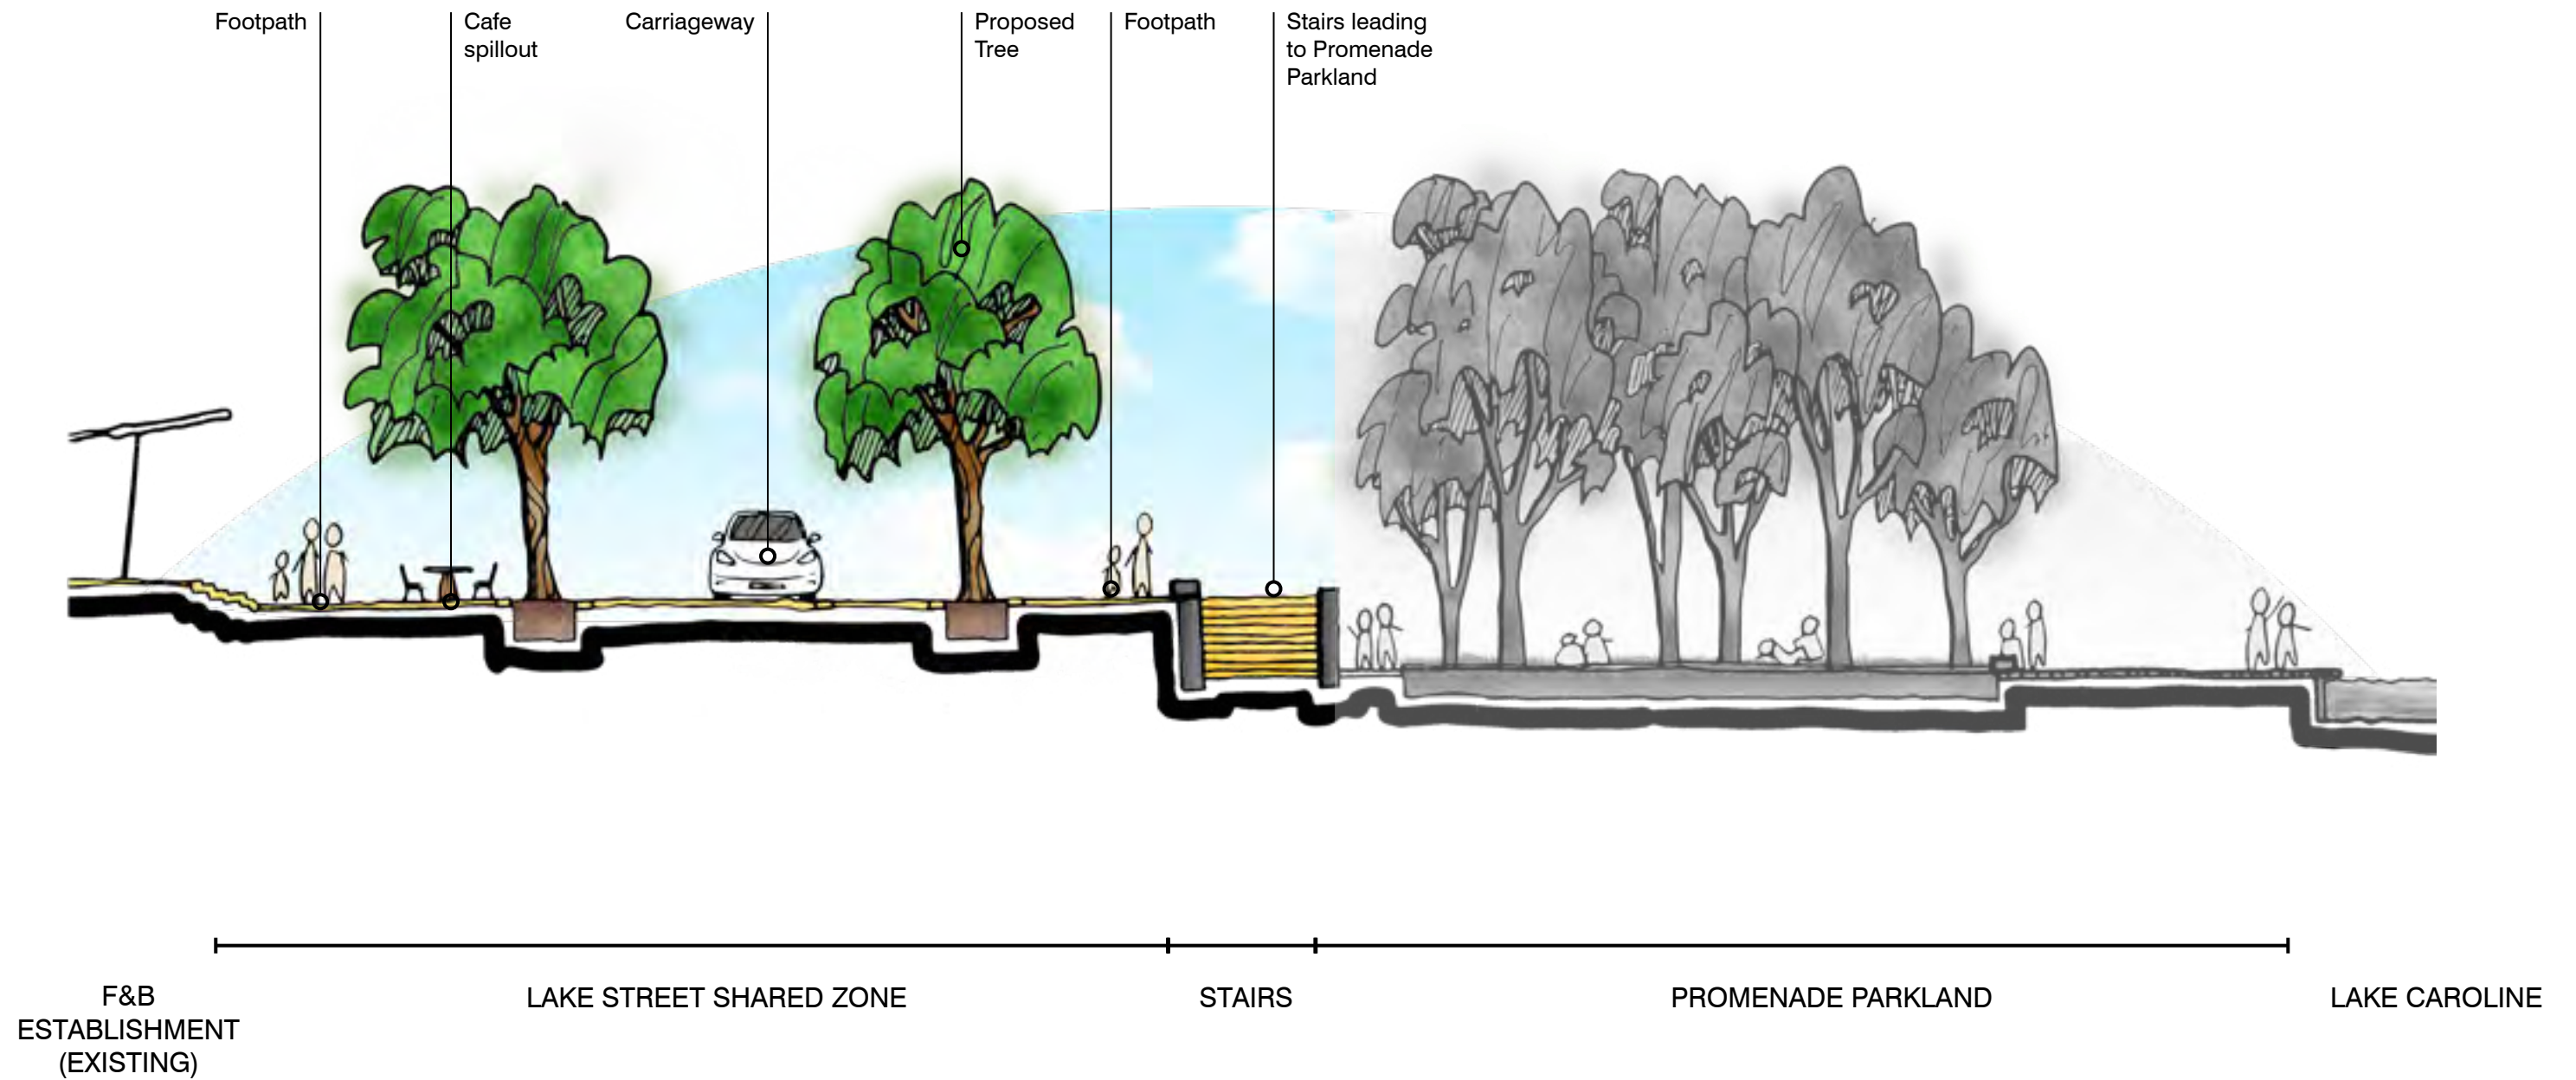 Footpath
Cafe
spillout
Carriageway
Proposed
Tree
Footpath
Stairs leading
to Promenade
Parkland
F&B
ESTABLISHMENT
(EXISTING)
LAKE STREET SHARED ZONE
STAIRS
PROMENADE PARKLAND
LAKE CAROLINE